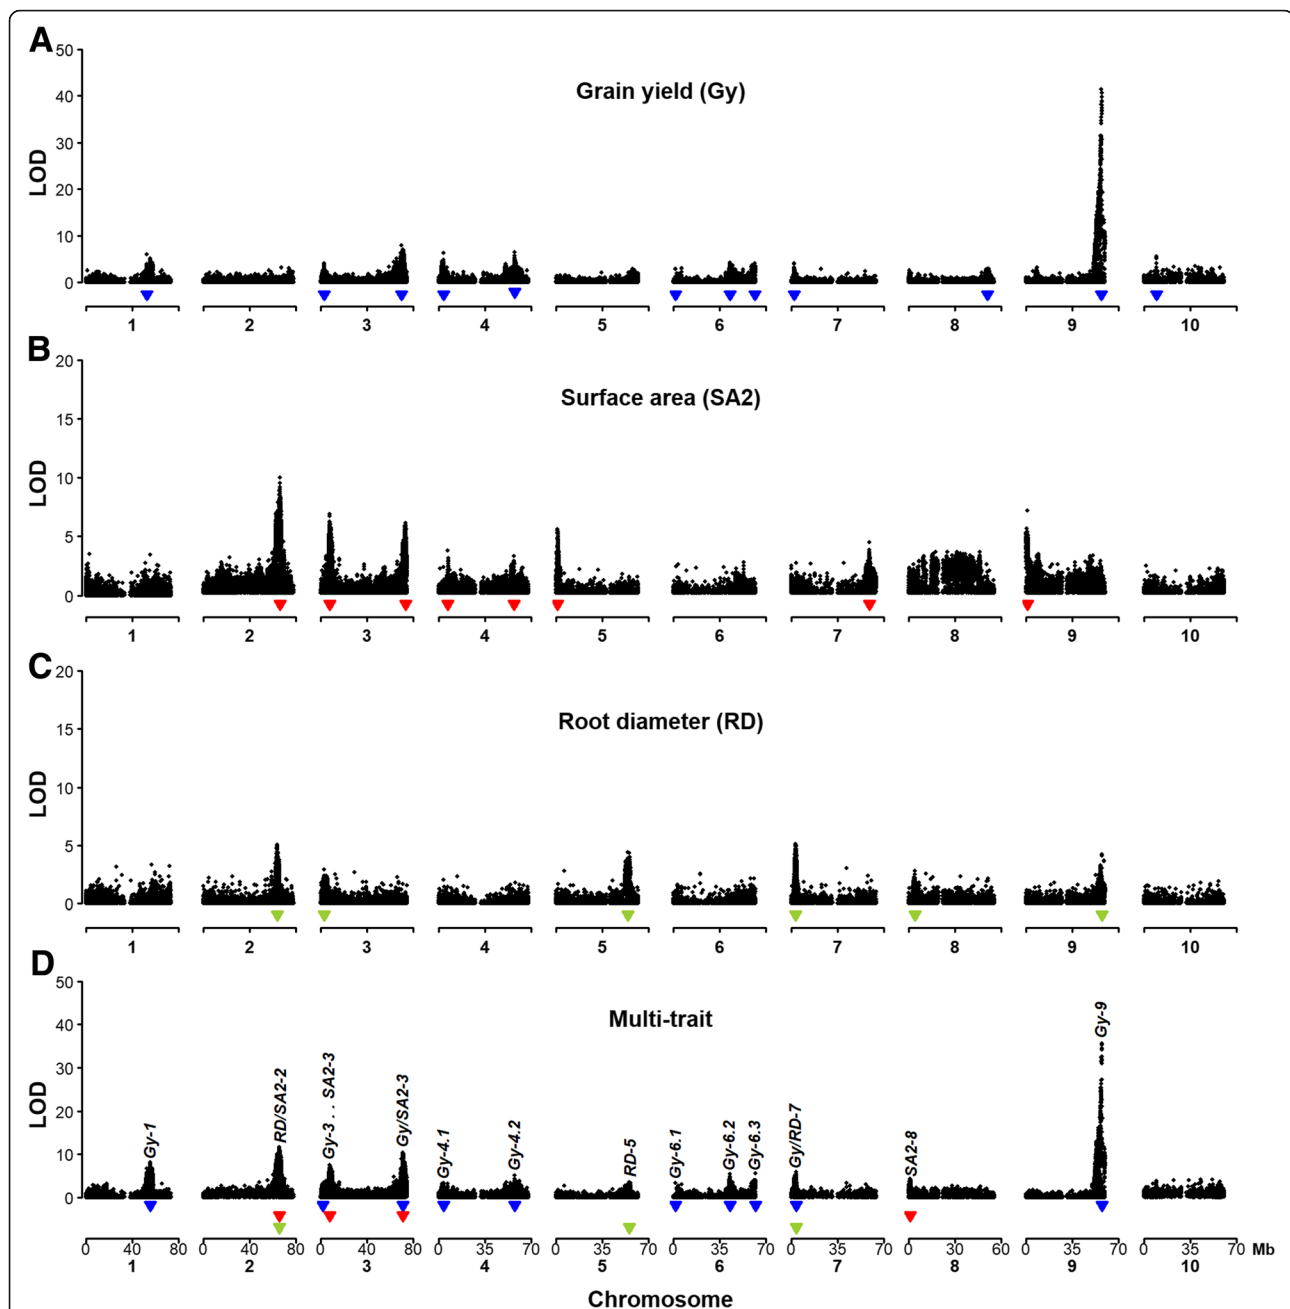 A
50
40
30
20
10
0
LOD
Grain yield (Gy)
1 2 3 4 5 6 7 8 9 10
B
20
15
10
5
0
LOD
Surface area (SA2)
1 2 3 4 5 6 7 8 9 10
C
20
15
10
5
0
LOD
Root diameter (RD)
1 2 3 4 5 6 7 8 9 10
D
50
40
30
20
10
0
LOD
Multi-trait
Gy-1
RD/SA2-2
Gy-3 . . SA2-3
Gy/SA2-3
Gy-4.1
Gy-4.2
RD-5
Gy-6.1
Gy-6.2
Gy-6.3
Gy/RD-7
SA2-8
Gy-9
0 40 80 0 40 80 0 40 80 0 35 70 0 35 70 0 35 70 0 35 70 0 30 60 0 35 70 0 35 70 Mb
1 2 3 4 5 6 7 8 9 10
Chromosome